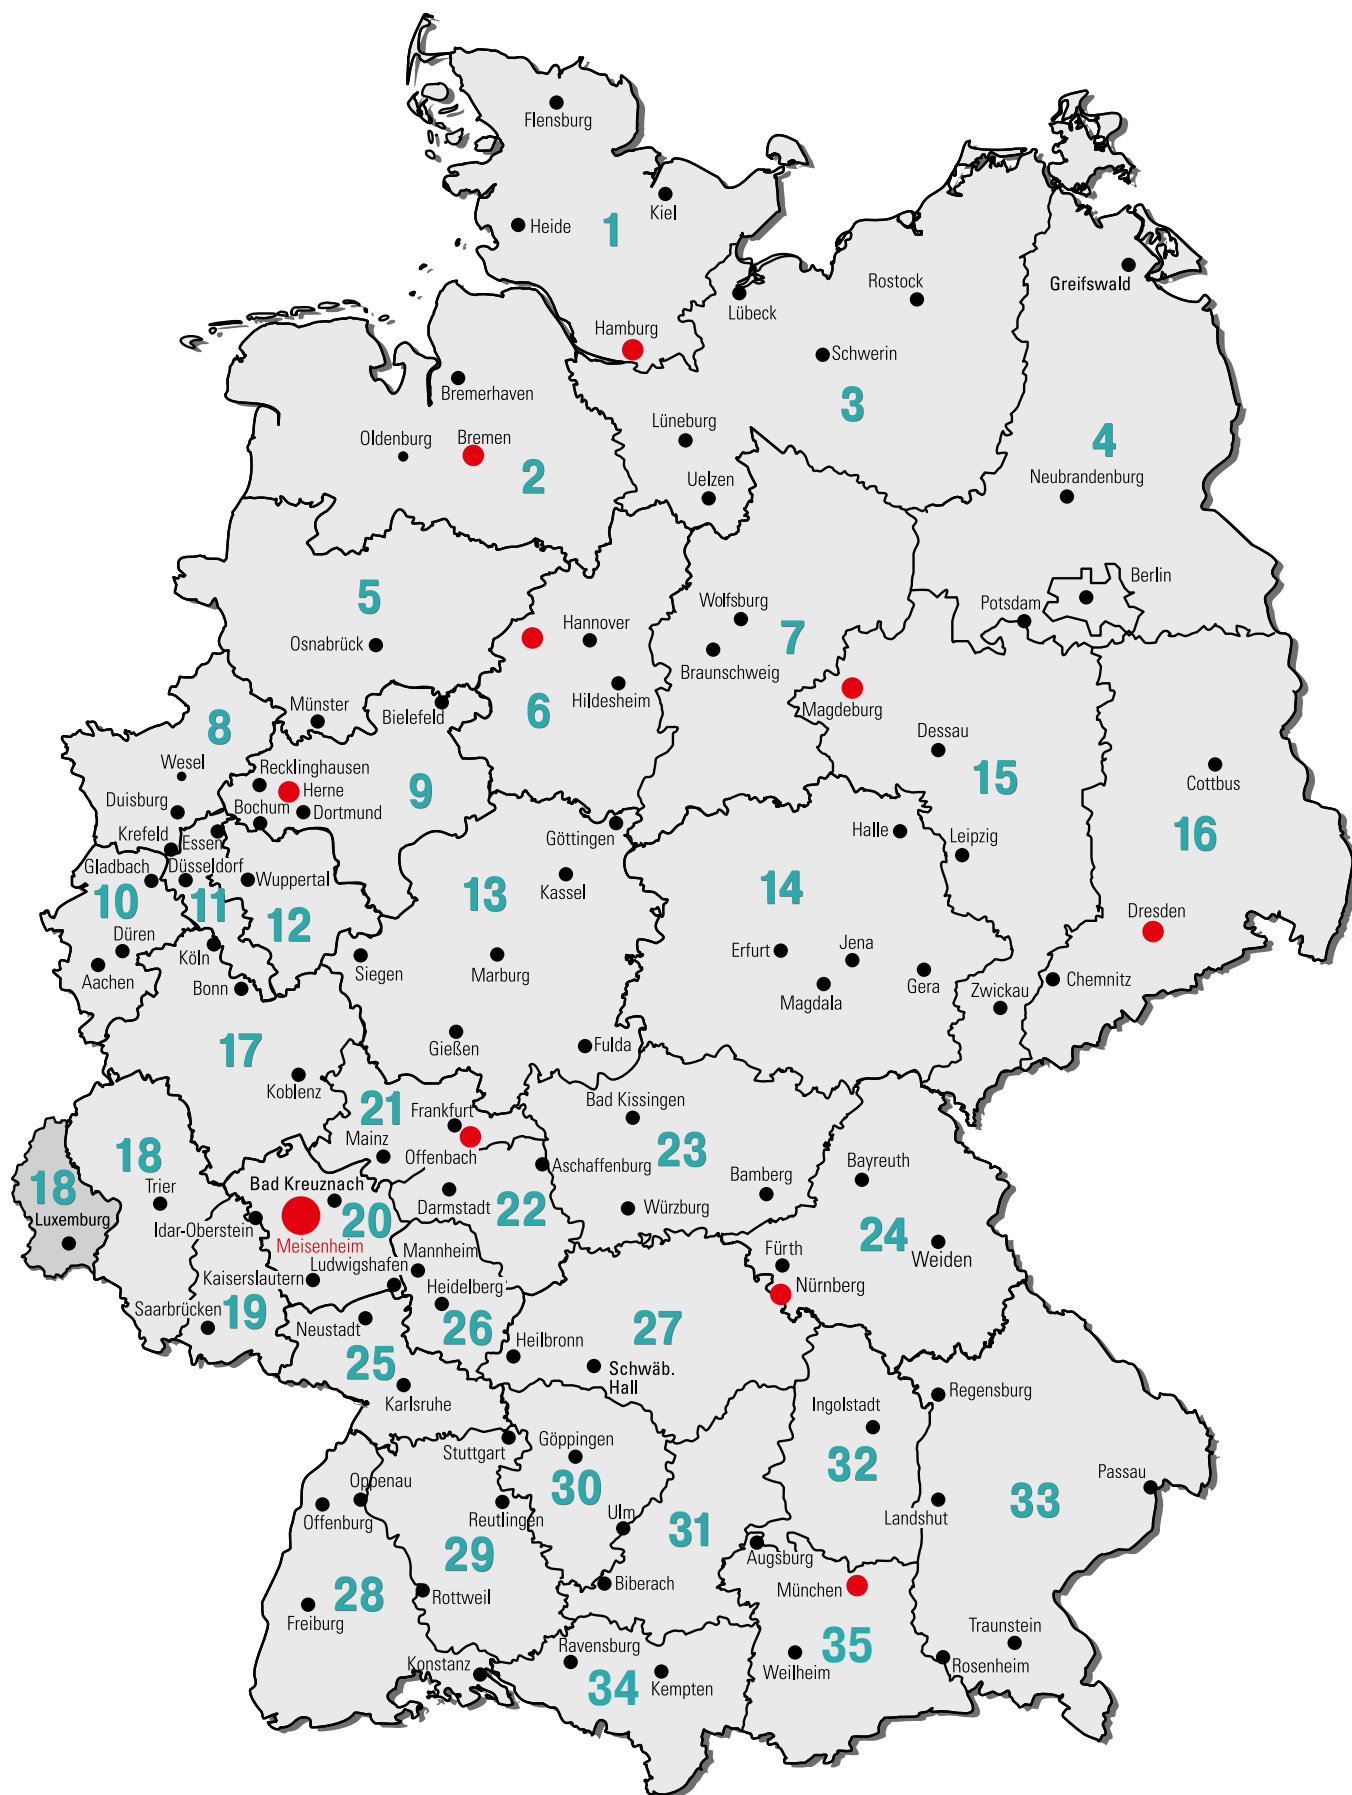 Flensburg
Kiel
Heide
1
Rostock
Greifswald
Lübeck
Hamburg
Schwerin
Bremerhaven
3
Lüneburg
4
Oldenburg
Bremen
2
Uelzen
Neubrandenburg
Berlin
5
Wolfsburg
Potsdam
Hannover
7
Osnabrück
Braunschweig
Hildesheim
Münster
Bielefeld
6
Magdeburg
8
Dessau
Wesel
Recklinghausen
15
Herne
9
Cottbus
Duisburg
Bochum
Dortmund
Krefeld
Essen
Göttingen
Halle
16
Leipzig
Gladbach
Düsseldorf
Wuppertal
Kassel
13
14
10
11
12
Dresden
Düren
Köln
Erfurt
Jena
Aachen
Siegen
Marburg
Bonn
Magdala
Gera
Zwickau
Chemnitz
17
Gießen
Fulda
Koblenz
21
Bad Kissingen
Frankfurt
Mainz
23
18
Offenbach
Aschaffenburg
Bayreuth
18
Bad Kreuznach
Bamberg
Trier
Darmstadt
22
Würzburg
Luxemburg
Idar-Oberstein
20
24
Meisenheim
Fürth
Weiden
Mannheim
Ludwigshafen
Kaiserslautern
Heidelberg
Nürnberg
Saarbrücken
19
Neustadt
26
27
Heilbronn
25
Schwäb.
Hall
Karlsruhe
Regensburg
Ingolstadt
Stuttgart
Göppingen
32
Passau
Oppenau
30
33
Offenburg
Reutlingen
Ulm
31
Landshut
29
Augsburg
28
Rottweil
Biberach
München
Freiburg
35
Traunstein
Ravensburg
Weilheim
Rosenheim
Konstanz
34
Kempten